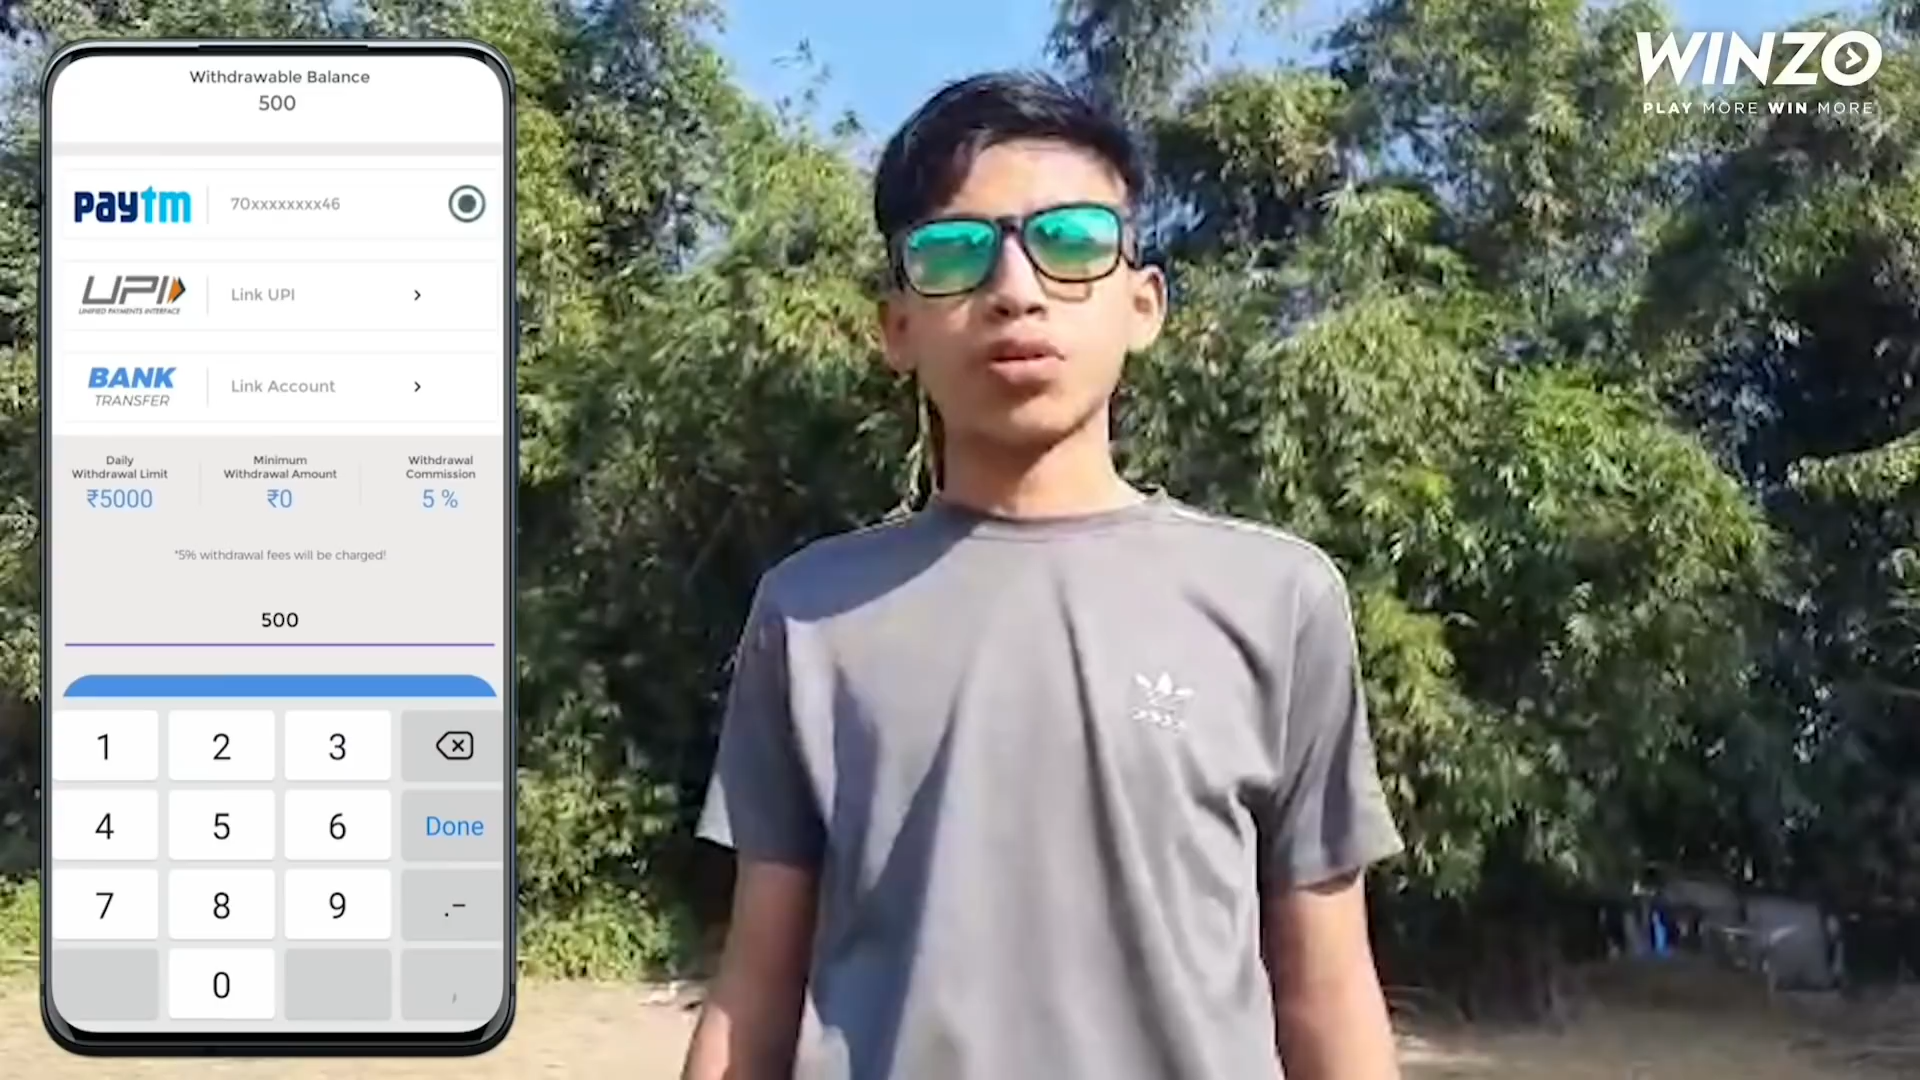 Withdrawable Balance
500
paytm
70xxxxxxxx46
UPI
UNIFIED PAYMENTS INTERFACE
Link UPI
BANK
TRANSFER
Link Account
Daily
Withdrawal Limit
₹5000
Minimum
Withdrawal Amount
₹0
Withdrawal
Commission
5 %
*5% withdrawal fees will be charged!
500
1 2 3
4 5 6 Done
7 8 9 .-
0 ,
WINZO
PLAY MORE WIN MORE